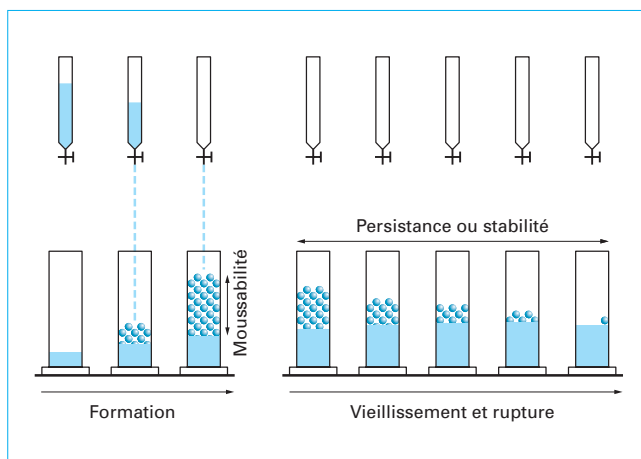 Persistance ou stabilité
Moussabilité
Formation
Vieillissement et rupture